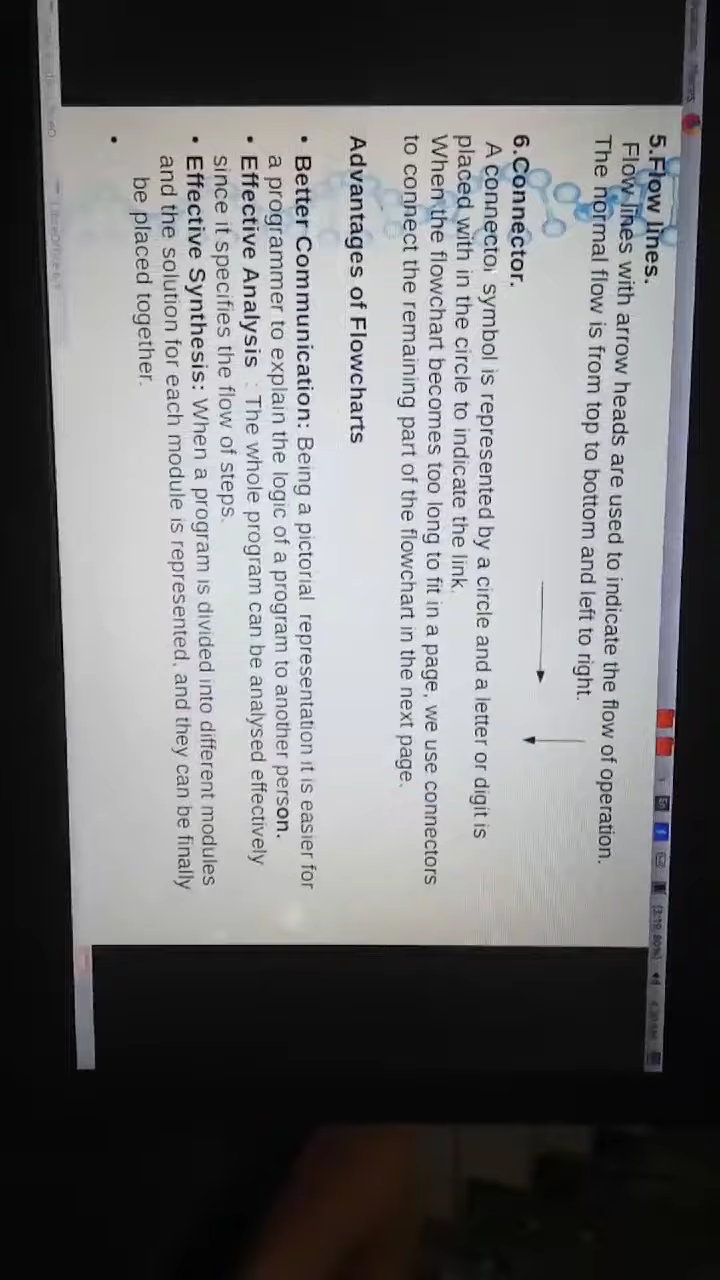 5.Flow lines.
Flow lines with arrow heads are used to indicate the flow of operation.
The normal flow is from top to bottom and left to right.
6.Connector.
A connector symbol is represented by a circle and a letter or digit is
placed with in the circle to indicate the link.
When the flowchart becomes too long to fit in a page, we use connectors
to connect the remaining part of the flowchart in the next page.
Advantages of Flowcharts
• Better Communication: Being a pictorial representation it is easier for
a programmer to explain the logic of a program to another person.
• Effective Analysis : The whole program can be analysed effectively
since it specifies the flow of steps.
• Effective Synthesis: When a program is divided into different modules
and the solution for each module is represented, and they can be finally
be placed together.
•